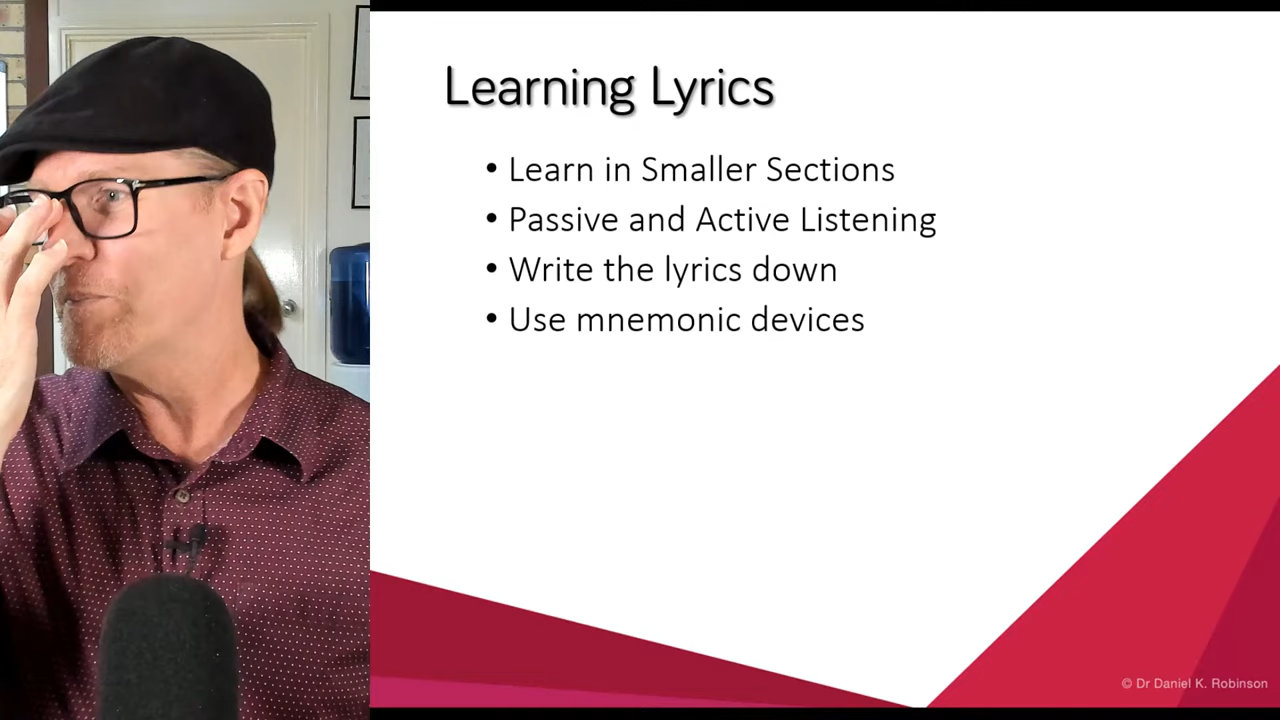 Learning Lyrics
• Learn in Smaller Sections
• Passive and Active Listening
• Write the lyrics down
• Use mnemonic devices
© Dr Daniel K. Robinson